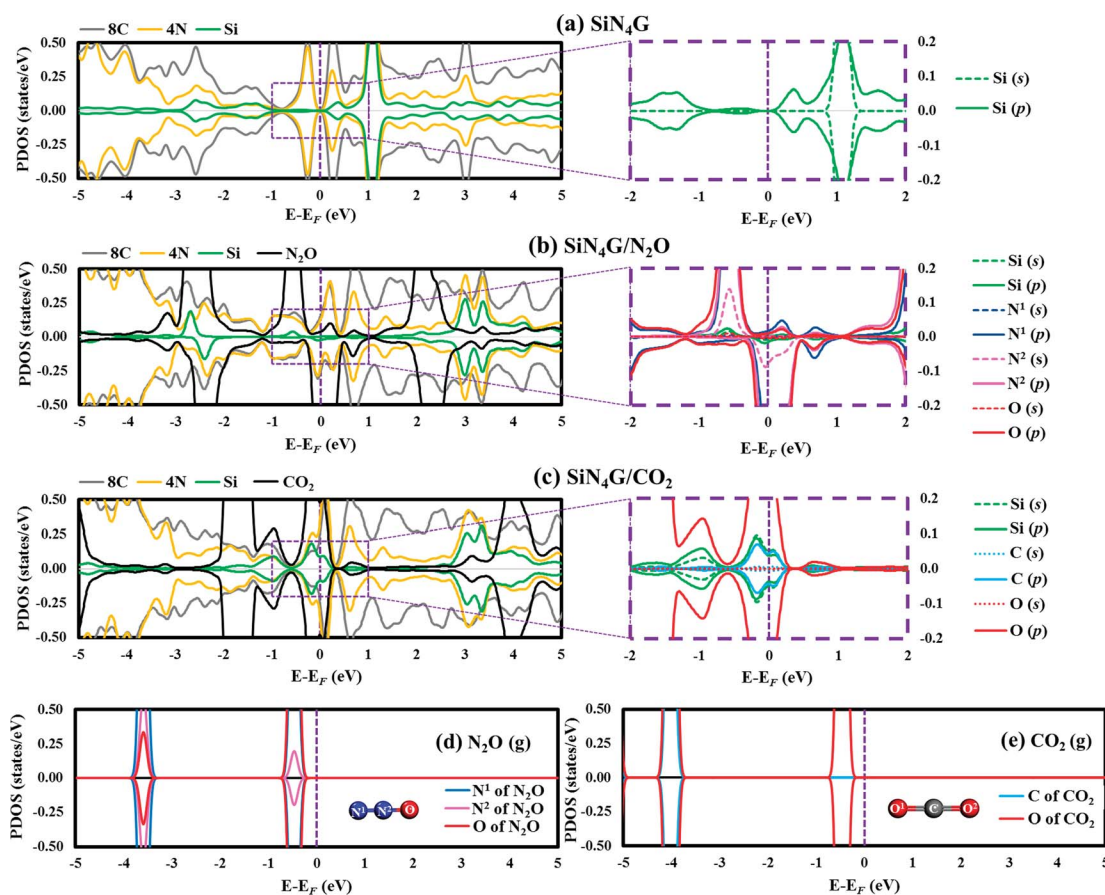 (a) SiN₄G
8C 4N Si
PDOS (states/eV)
0.50
0.25
0.00
-0.25
-0.50
-5 -4 -3 -2 -1 0 1 2 3 4 5
E-E_F (eV)
0.2
0.1
0.0
-0.1
-0.2
-2 -1 0 1 2
E-E_F (eV)
Si (s)
Si (p)
(b) SiN₄G/N₂O
8C 4N Si N₂O
PDOS (states/eV)
0.50
0.25
0.00
-0.25
-0.50
-5 -4 -3 -2 -1 0 1 2 3 4 5
E-E_F (eV)
0.2
0.1
0.0
-0.1
-0.2
-2 -1 0 1 2
E-E_F (eV)
Si (s)
Si (p)
N¹ (s)
N¹ (p)
N² (s)
N² (p)
O (s)
O (p)
(c) SiN₄G/CO₂
8C 4N Si CO₂
PDOS (states/eV)
0.50
0.25
0.00
-0.25
-0.50
-5 -4 -3 -2 -1 0 1 2 3 4 5
E-E_F (eV)
0.2
0.1
0.0
-0.1
-0.2
-2 -1 0 1 2
E-E_F (eV)
Si (s)
Si (p)
C (s)
C (p)
O (s)
O (p)
PDOS (states/eV)
0.50
0.25
0.00
-0.25
-0.50
(d) N₂O (g)
N¹ N² O
N¹ of N₂O
N² of N₂O
O of N₂O
-5 -4 -3 -2 -1 0 1 2 3 4 5
E-E_F (eV)
PDOS (states/eV)
0.50
0.25
0.00
-0.25
-0.50
(e) CO₂ (g)
O¹ C O²
C of CO₂
O of CO₂
-5 -4 -3 -2 -1 0 1 2 3 4 5
E-E_F (eV)